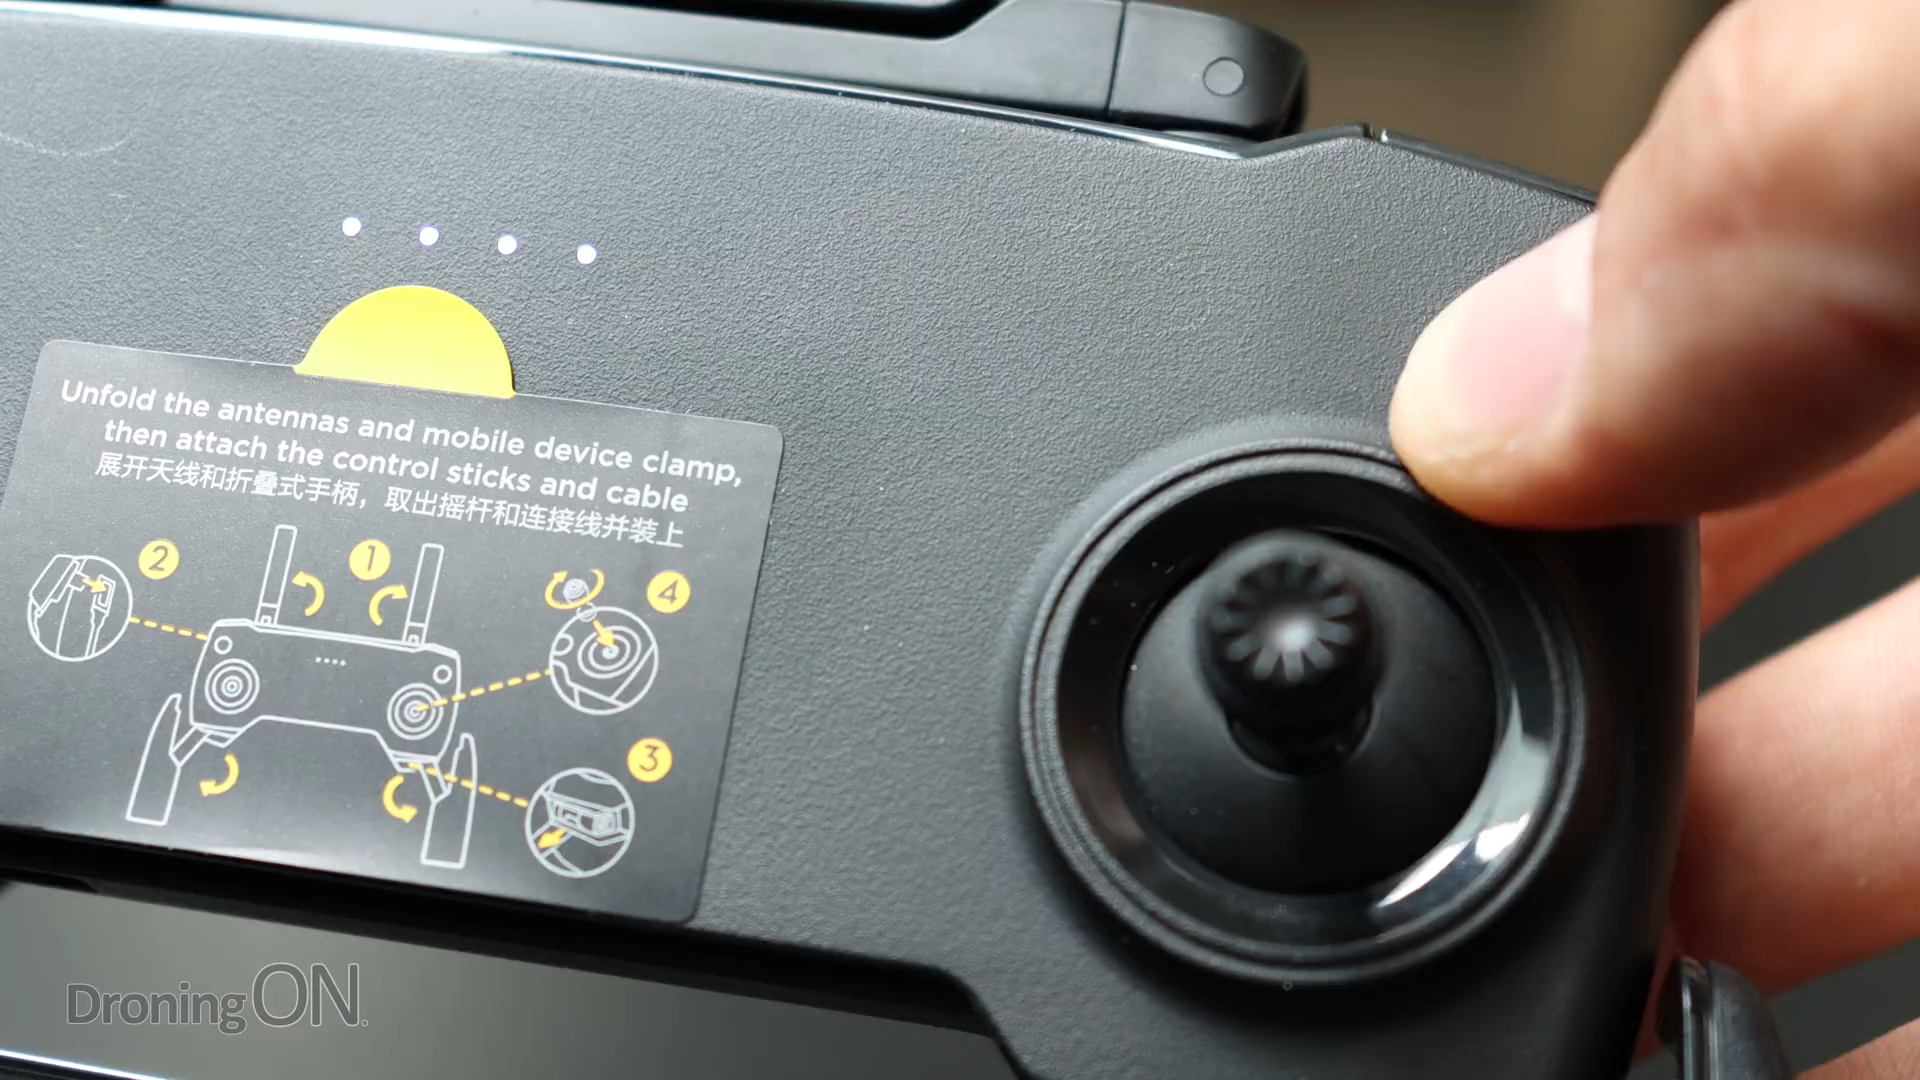 Unfold the antennas and mobile device clamp,
then attach the control sticks and cable
展开天线和折叠式手柄，取出摇杆和连接线并装上
2
1
4
3
DroningON.